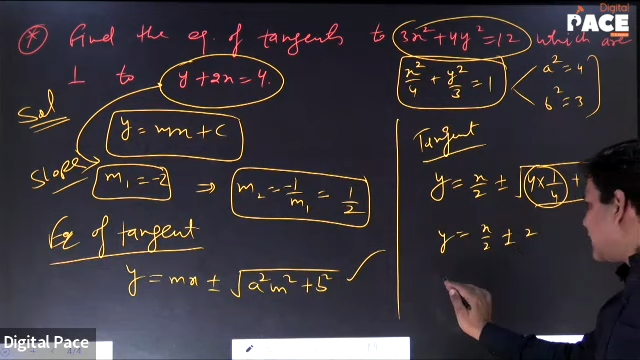 Digital
PACE
* Find the eq. of tangents to 3x²+4y²=12 which are
⊥ to y+2x=4.
x²/4 + y²/3 = 1
a²=4
b²=3
Sol
y = mx + c
Slope
m₁=-2 ⇒ m₂ = -1/m₁ = 1/2
Eq of tangent
y = mx ± √(a²m²+b²)
Tangent
y = x/2 ± √(4×1/4 +
y = x/2 ± 2
Digital Pace